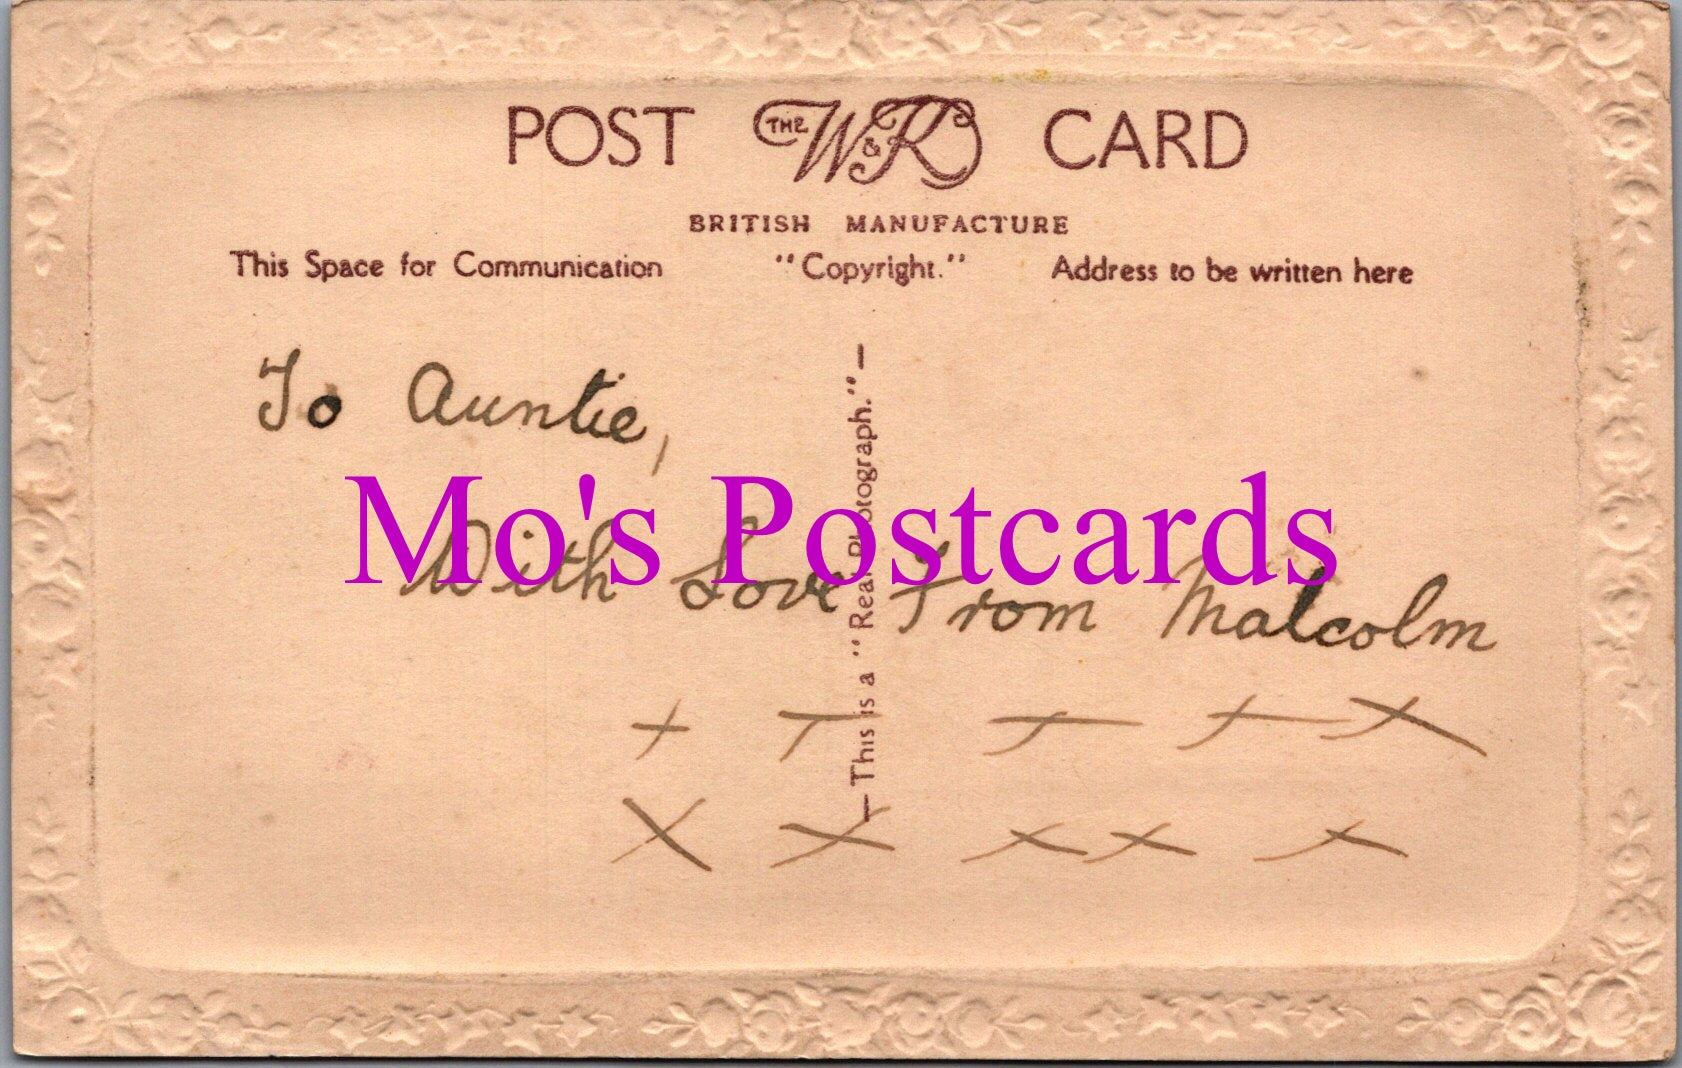 POST THE W&K CARD
BRITISH MANUFACTURE
This Space for Communication "Copyright." Address to be written here
To Auntie,
With Love From Malcolm
+ + + + x
x x x x x
— This is a "Real Photograph." —
Mo's Postcards